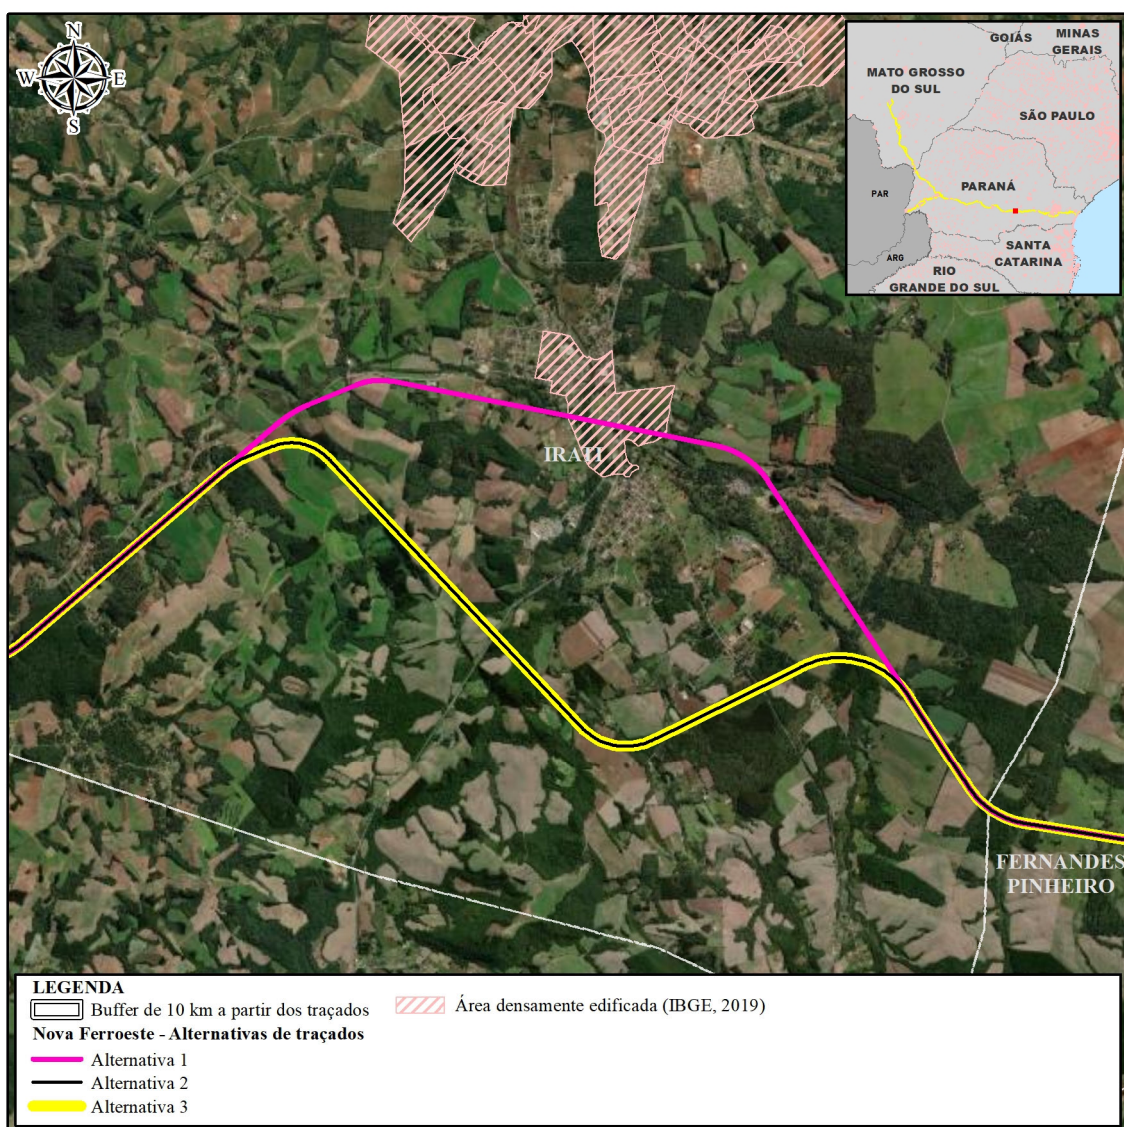 N
W
E
S
GOIÁS
MINAS
GERAIS
MATO GROSSO
DO SUL
SÃO PAULO
PAR
PARANÁ
ARG
SANTA
CATARINA
RIO
GRANDE DO SUL
IRATI
FERNANDES
PINHEIRO
LEGENDA
Buffer de 10 km a partir dos traçados
Área densamente edificada (IBGE, 2019)
Nova Ferroeste - Alternativas de traçados
Alternativa 1
Alternativa 2
Alternativa 3